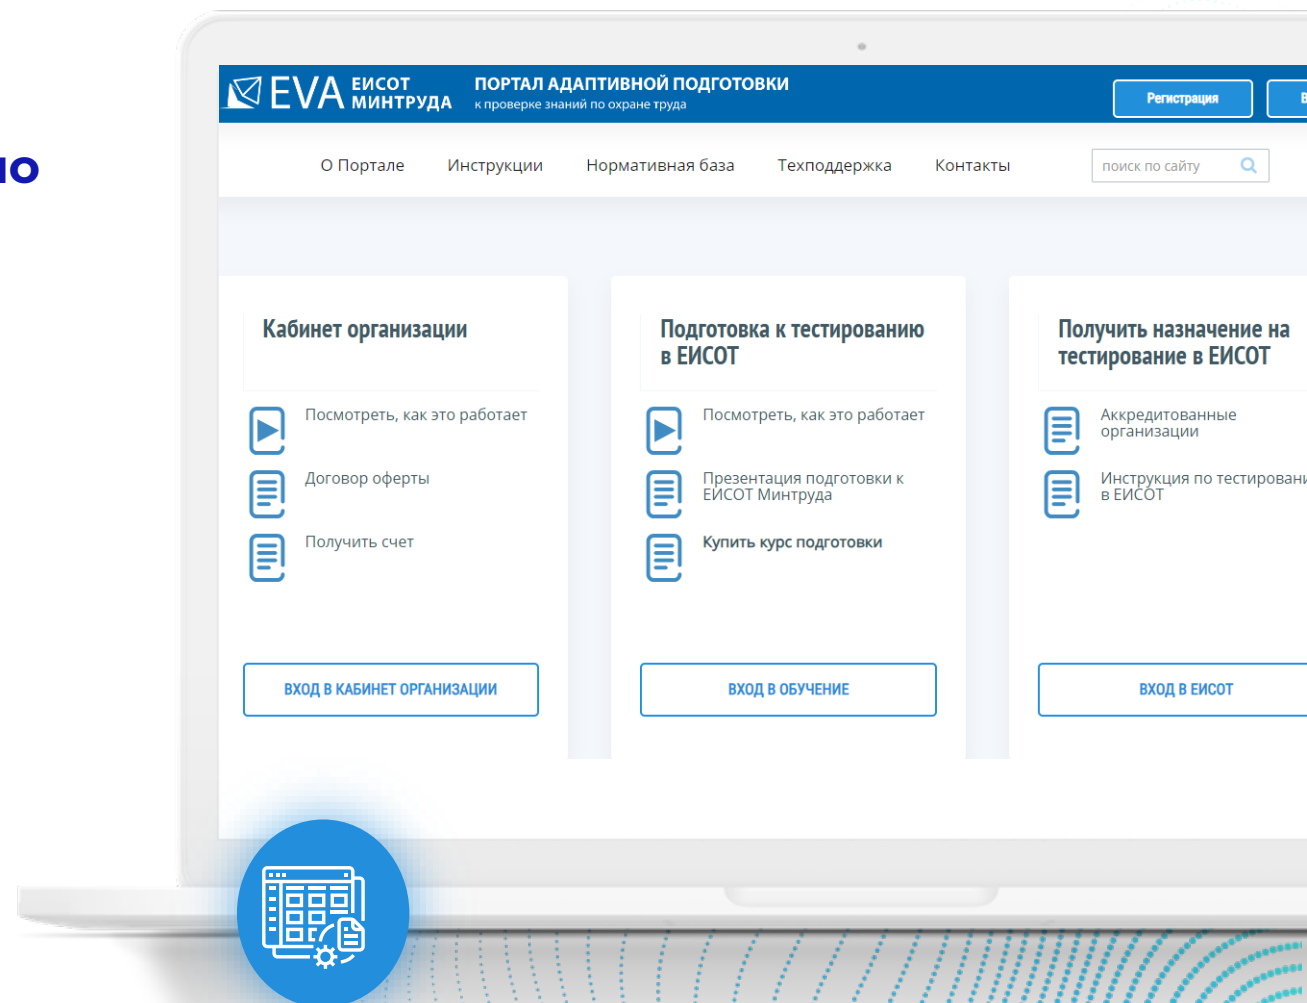 EVA ЕИСОТ МИНТРУДА
ПОРТАЛ АДАПТИВНОЙ ПОДГОТОВКИ
к проверке знаний по охране труда
Регистрация
О Портале Инструкции Нормативная база Техподдержка Контакты
поиск по сайту
Кабинет организации
Посмотреть, как это работает
Договор оферты
Получить счет
ВХОД В КАБИНЕТ ОРГАНИЗАЦИИ
Подготовка к тестированию
в ЕИСОТ
Посмотреть, как это работает
Презентация подготовки к
ЕИСОТ Минтруда
Купить курс подготовки
ВХОД В ОБУЧЕНИЕ
Получить назначение на
тестирование в ЕИСОТ
Аккредитованные
организации
Инструкция по
в ЕИСОТ
ВХОД В ЕИСОТ